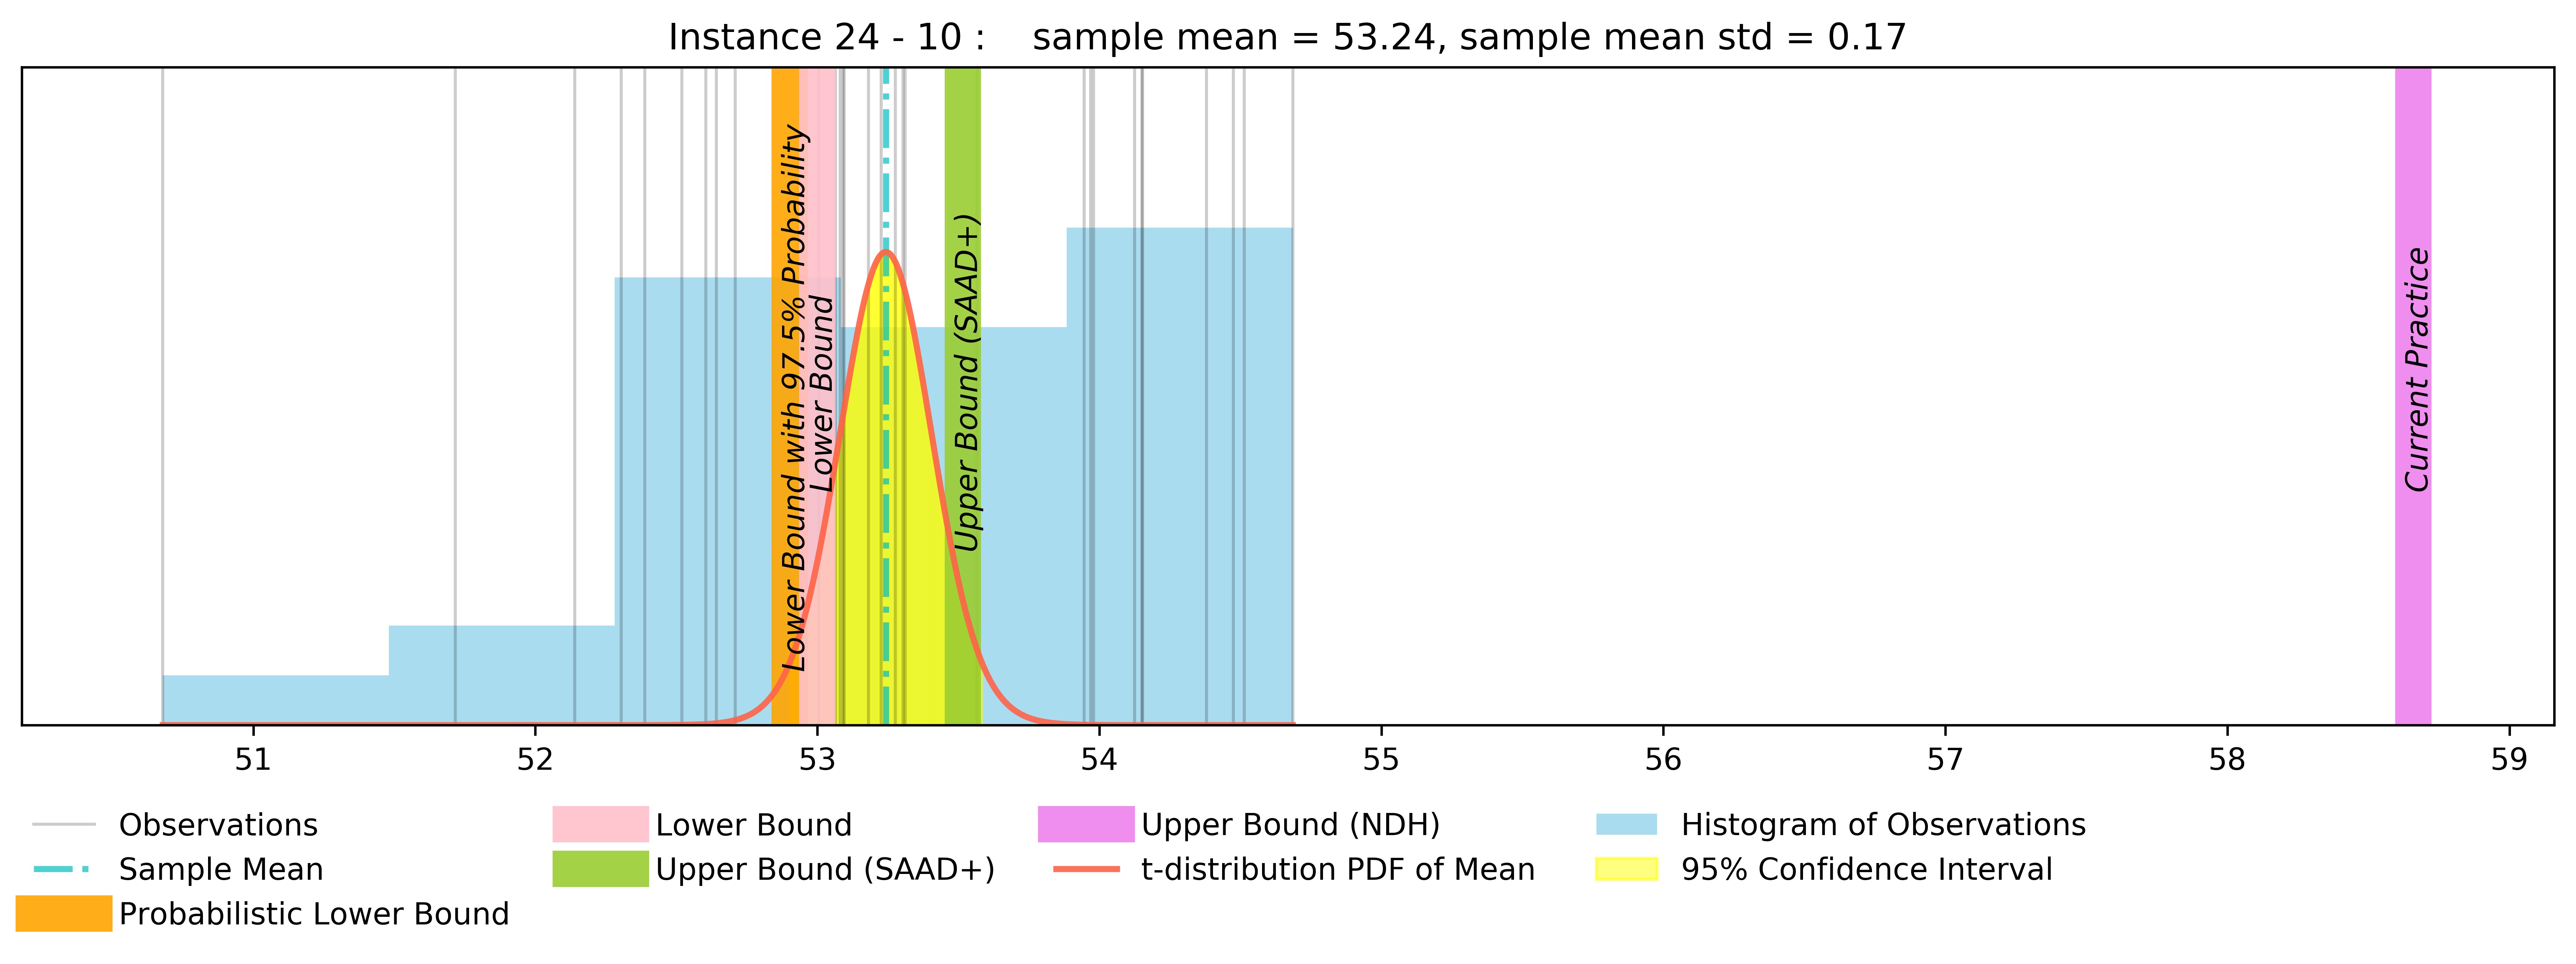 Instance 24 - 10 :    sample mean = 53.24, sample mean std = 0.17
Lower Bound with 97.5% Probability
Lower Bound
Upper Bound (SAAD+)
Current Practice
51 52 53 54 55 56 57 58 59
Observations
Sample Mean
Probabilistic Lower Bound
Lower Bound
Upper Bound (SAAD+)
Upper Bound (NDH)
t-distribution PDF of Mean
Histogram of Observations
95% Confidence Interval